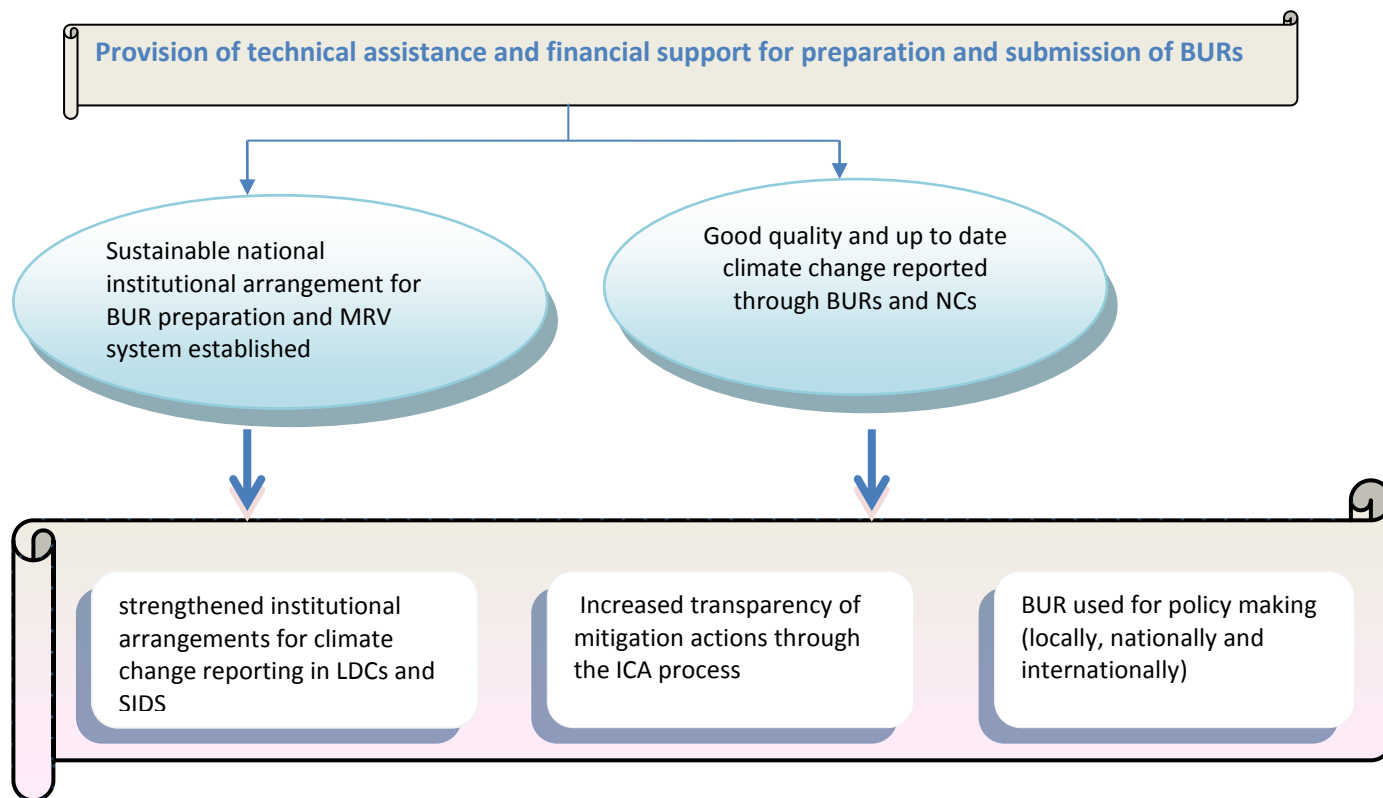 Provision of technical assistance and financial support for preparation and submission of BURs
Sustainable national
institutional arrangement for
BUR preparation and MRV
system established
Good quality and up to date
climate change reported
through BURs and NCs
strengthened institutional
arrangements for climate
change reporting in LDCs and
SIDS
Increased transparency of
mitigation actions through
the ICA process
BUR used for policy making
(locally, nationally and
internationally)